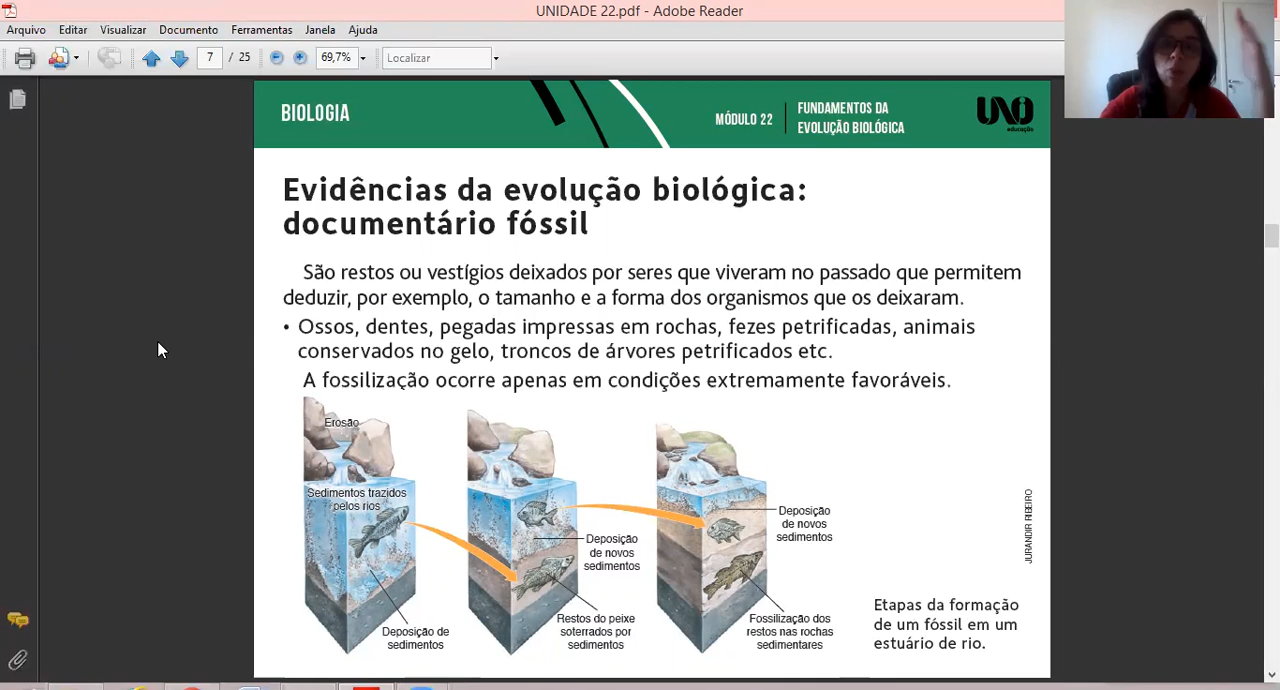 UNIDADE 22.pdf - Adobe Reader
Arquivo Editar Visualizar Documento Ferramentas Janela Ajuda
7 / 25 69,7% Localizar
BIOLOGIA
MÓDULO 22
FUNDAMENTOS DA
EVOLUÇÃO BIOLÓGICA
UNOi
educação
Evidências da evolução biológica:
documentário fóssil
São restos ou vestígios deixados por seres que viveram no passado que permitem
deduzir, por exemplo, o tamanho e a forma dos organismos que os deixaram.
• Ossos, dentes, pegadas impressas em rochas, fezes petrificadas, animais
conservados no gelo, troncos de árvores petrificados etc.
A fossilização ocorre apenas em condições extremamente favoráveis.
Erosão
Sedimentos trazidos
pelos rios
Deposição de
sedimentos
Deposição
de novos
sedimentos
Restos do peixe
soterrados por
sedimentos
Deposição
de novos
sedimentos
Fossilização dos
restos nas rochas
sedimentares
JURANDIR RIBEIRO
Etapas da formação
de um fóssil em um
estuário de rio.